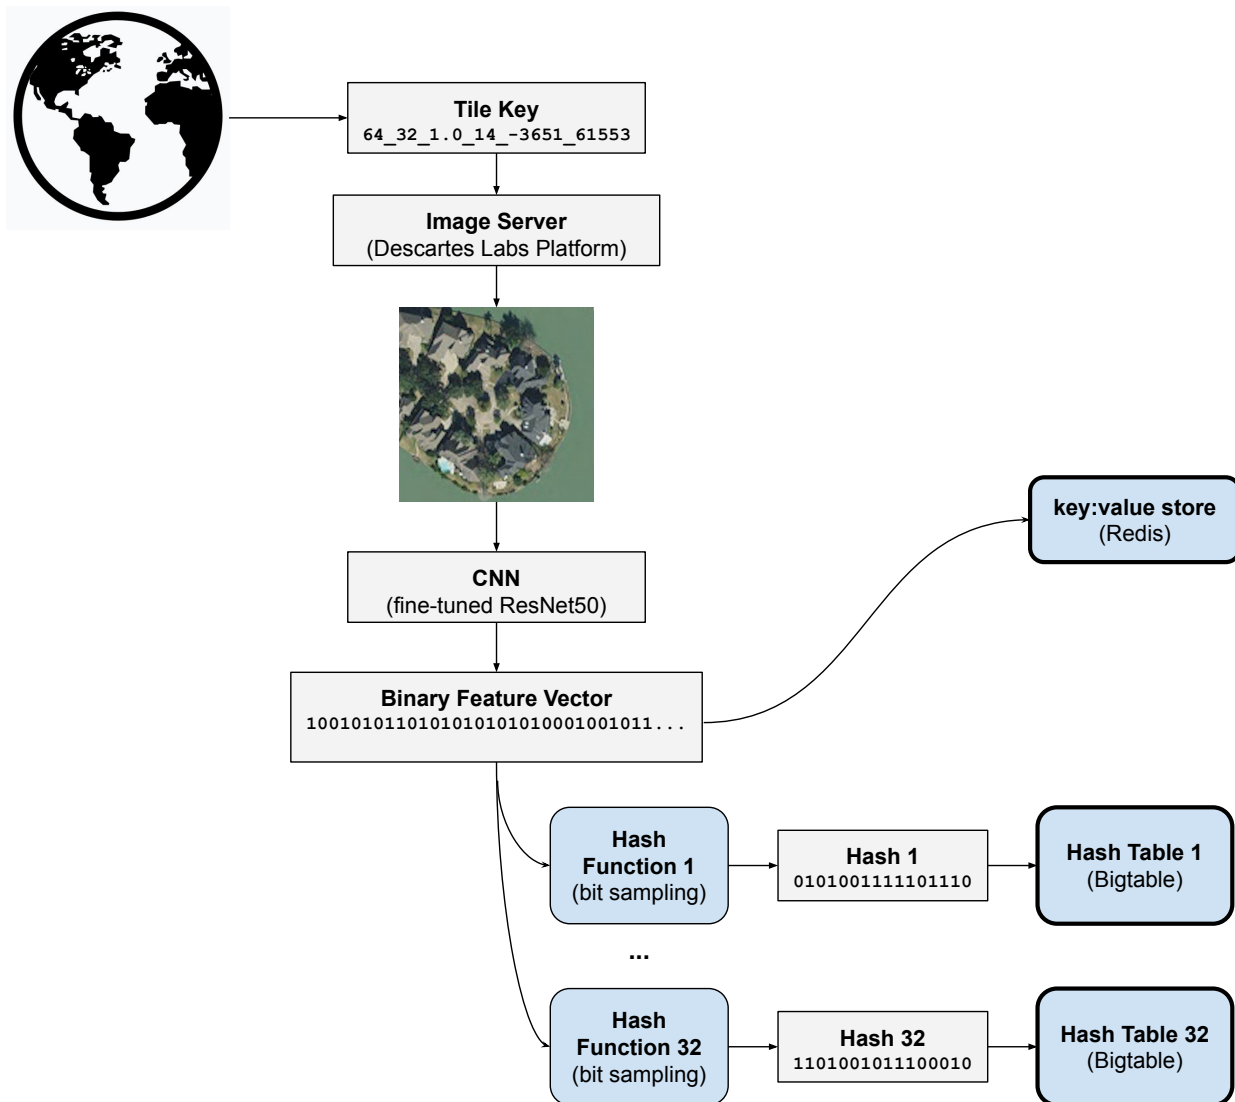 Tile Key
64_32_1.0_14_-3651_61553
Image Server
(Descartes Labs Platform)
CNN
(fine-tuned ResNet50)
key:value store
(Redis)
Binary Feature Vector
10010101101010101010100010010​11...
Hash
Function 1
(bit sampling)
Hash 1
0101001111101110
Hash Table 1
(Bigtable)
...
Hash
Function 32
(bit sampling)
Hash 32
1101001011100010
Hash Table 32
(Bigtable)